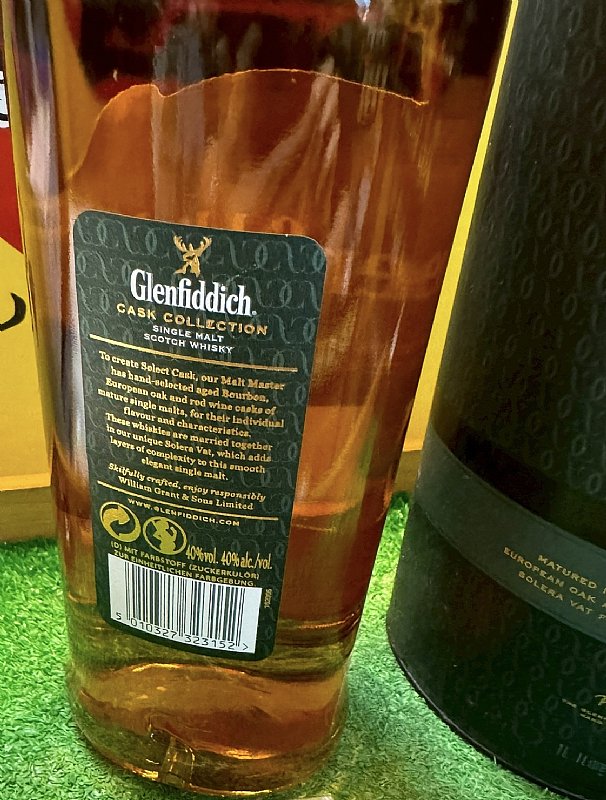 Glenfiddich.
CASK COLLECTION
SINGLE MALT
SCOTCH WHISKY
To create Select Cask, our Malt Master
has hand-selected aged Bourbon,
European oak and red wine casks of
mature single malts, for their individual
flavour and characteristics.
These whiskies are married together
in our unique Solera Vat, which adds
layers of complexity to this smooth
elegant single malt.
Skilfully crafted, enjoy responsibly
William Grant & Sons Limited
WWW.GLENFIDDICH.COM
40%vol. 40%alc./vol.
(D) MIT FARBSTOFF (ZUCKERKULÖR)
ZUR EINHEITLICHEN FARBGEBUNG.
5 010327 323152 >
MATURED
EUROPEAN OAK
SOLERA VAT